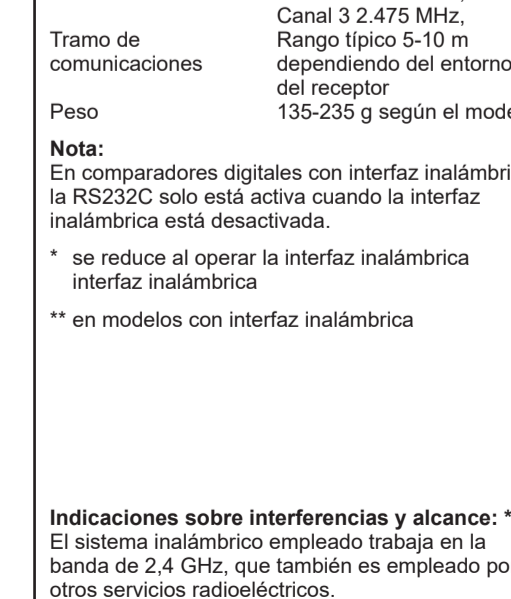 Canal 3 2.475 MHz,
Tramo de Rango típico 5-10 m
comunicaciones dependiendo del entorno
del receptor
Peso 135-235 g según el mode
Nota:
En comparadores digitales con interfaz inalámbri
la RS232C solo está activa cuando la interfaz
inalámbrica está desactivada.
* se reduce al operar la interfaz inalámbrica
interfaz inalámbrica
** en modelos con interfaz inalámbrica
Indicaciones sobre interferencias y alcance: *
El sistema inalámbrico empleado trabaja en la
banda de 2,4 GHz, que también es empleado po
otros servicios radioeléctricos.